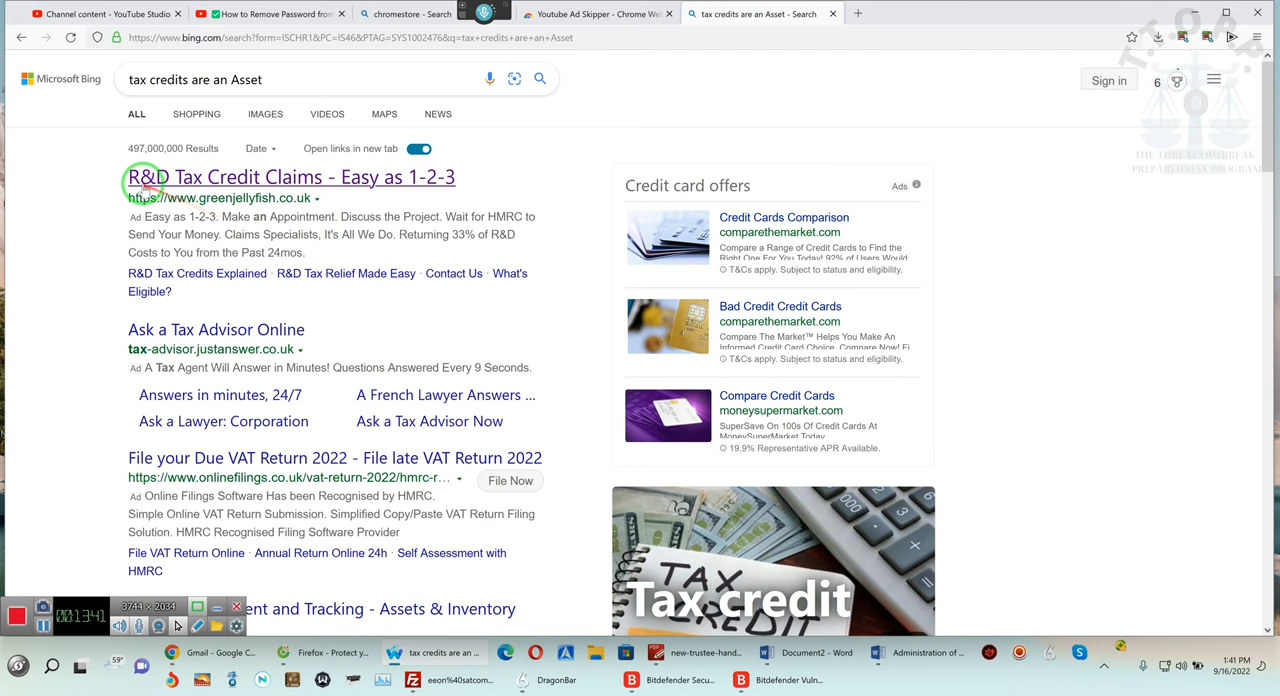 Channel content - YouTube Studio
How to Remove Password from
chromestore - Search
Youtube Ad Skipper - Chrome We
tax credits are an Asset - Search
https://www.bing.com/search?form=ISCHR1&PC=IS46&PTAG=SYS1002476&q=tax+credits+are+an+Asset
T.T.O.P.P.
Microsoft Bing
tax credits are an Asset
Sign in
6
ALL SHOPPING IMAGES VIDEOS MAPS NEWS
THE THREAT OUTBREAK
PREPAREDNESS PROGRAM
497,000,000 Results Date Open links in new tab
R&D Tax Credit Claims - Easy as 1-2-3
https://www.greenjellyfish.co.uk
Ad Easy as 1-2-3. Make an Appointment. Discuss the Project. Wait for HMRC to
Send Your Money. Claims Specialists, It's All We Do. Returning 33% of R&D
Costs to You from the Past 24mos.
R&D Tax Credits Explained · R&D Tax Relief Made Easy · Contact Us · What's
Eligible?
Ask a Tax Advisor Online
tax-advisor.justanswer.co.uk
Ad A Tax Agent Will Answer in Minutes! Questions Answered Every 9 Seconds.
Answers in minutes, 24/7 A French Lawyer Answers ...
Ask a Lawyer: Corporation Ask a Tax Advisor Now
File your Due VAT Return 2022 - File late VAT Return 2022
https://www.onlinefilings.co.uk/vat-return-2022/hmrc-r...
File Now
Ad Online Filings Software Has been Recognised by HMRC.
Simple Online VAT Return Submission. Simplified Copy/Paste VAT Return Filing
Solution. HMRC Recognised Filing Software Provider
File VAT Return Online · Annual Return Online 24h · Self Assessment with
HMRC
ent and Tracking - Assets & Inventory
Credit card offers
Ads
Credit Cards Comparison
comparethemarket.com
Compare a Range of Credit Cards to Find the
Right One For You Today! 92% of Users Would
T&Cs apply. Subject to status and eligibility.
Bad Credit Credit Cards
comparethemarket.com
Compare The Market™ Helps You Make An
Informed Credit Card Choice. Compare Now! Fi
T&Cs apply. Subject to status and eligibility.
Compare Credit Cards
moneysupermarket.com
SuperSave On 100s Of Credit Cards At
MoneySuperMarket Today
19.9% Representative APR Available.
TAX
CREDIT
Tax credit
00:13:41
3744 × 2034
59°
Gmail - Google C...
Firefox - Protect y...
tax credits are an ...
new-trustee-hand...
Document2 - Word
Administration of ...
eeon%40satcom...
DragonBar
Bitdefender Secu...
Bitdefender Vuln...
1:41 PM
9/16/2022